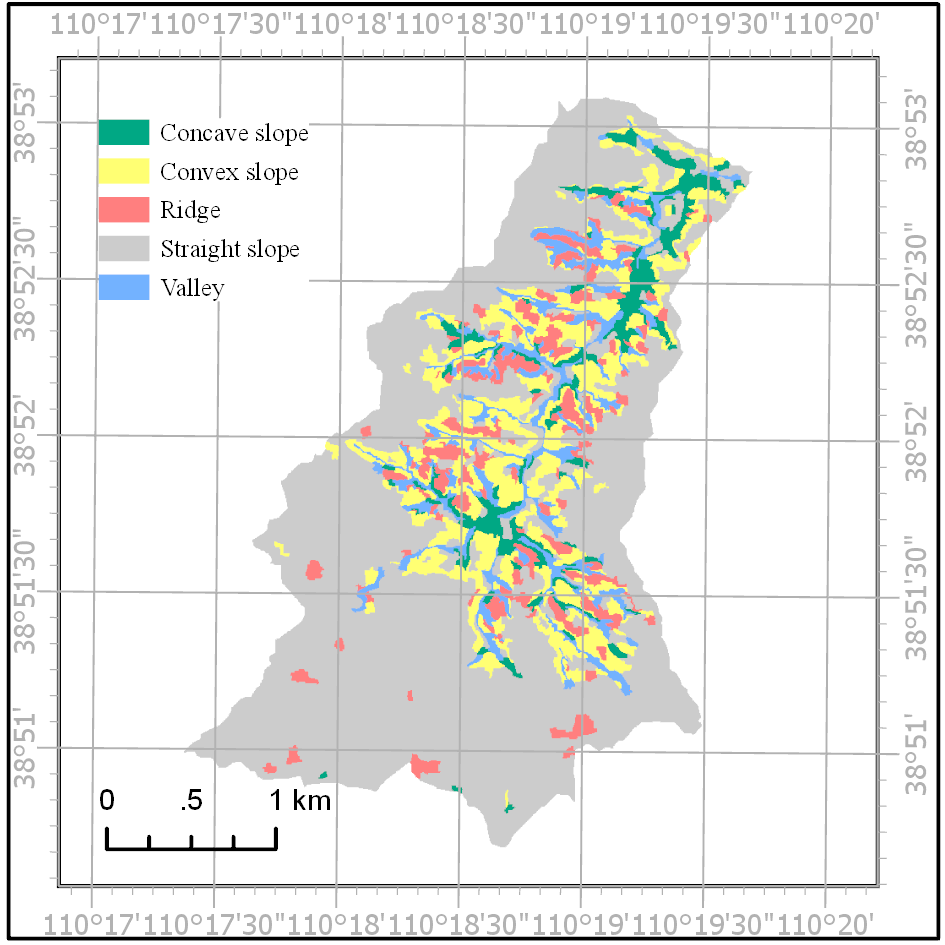 110°17' 110°17'30" 110°18' 110°18'30" 110°19' 110°19'30" 110°20'
38°53'
38°53'
Concave slope
Convex slope
Ridge
Straight slope
Valley
38°52'30"
38°52'30"
38°52'
38°52'
38°51'30"
38°51'30"
38°51'
38°51'
0 .5 1 km
110°17' 110°17'30" 110°18' 110°18'30" 110°19' 110°19'30" 110°20'